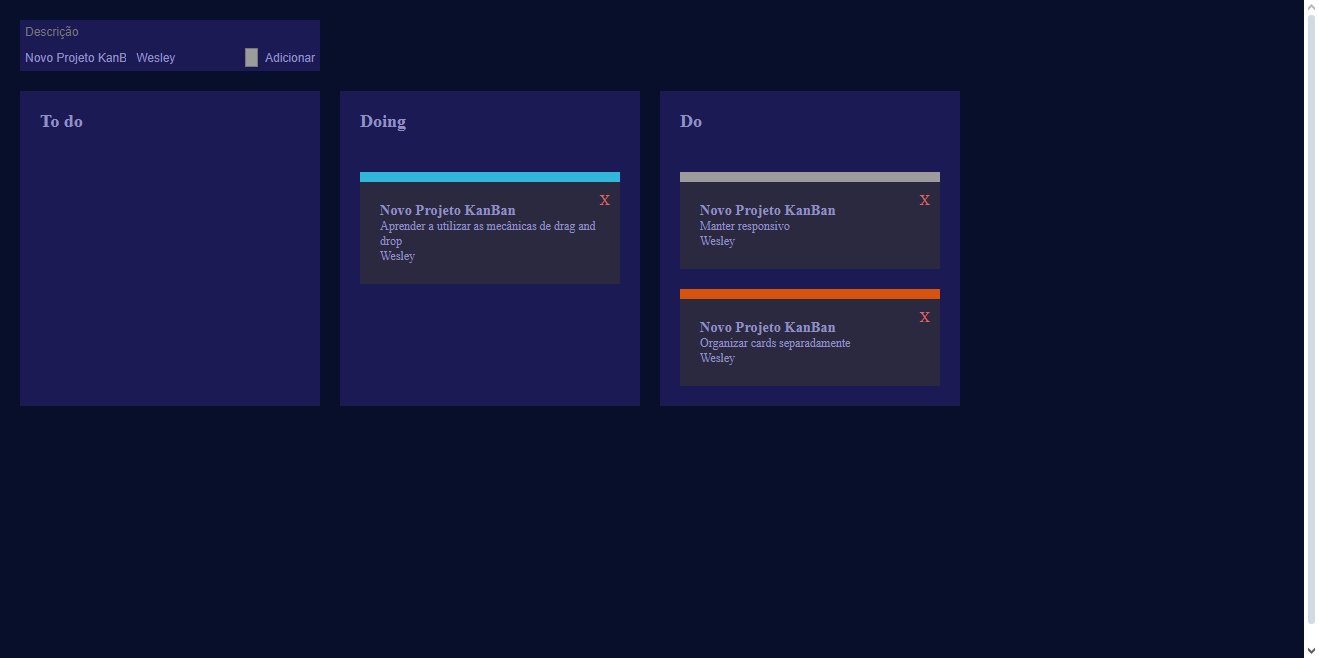 Descrição
Novo Projeto KanB Wesley Adicionar
To do
Doing
X
Novo Projeto KanBan
Aprender a utilizar as mecânicas de drag and
drop
Wesley
Do
X
Novo Projeto KanBan
Manter responsivo
Wesley
X
Novo Projeto KanBan
Organizar cards separadamente
Wesley